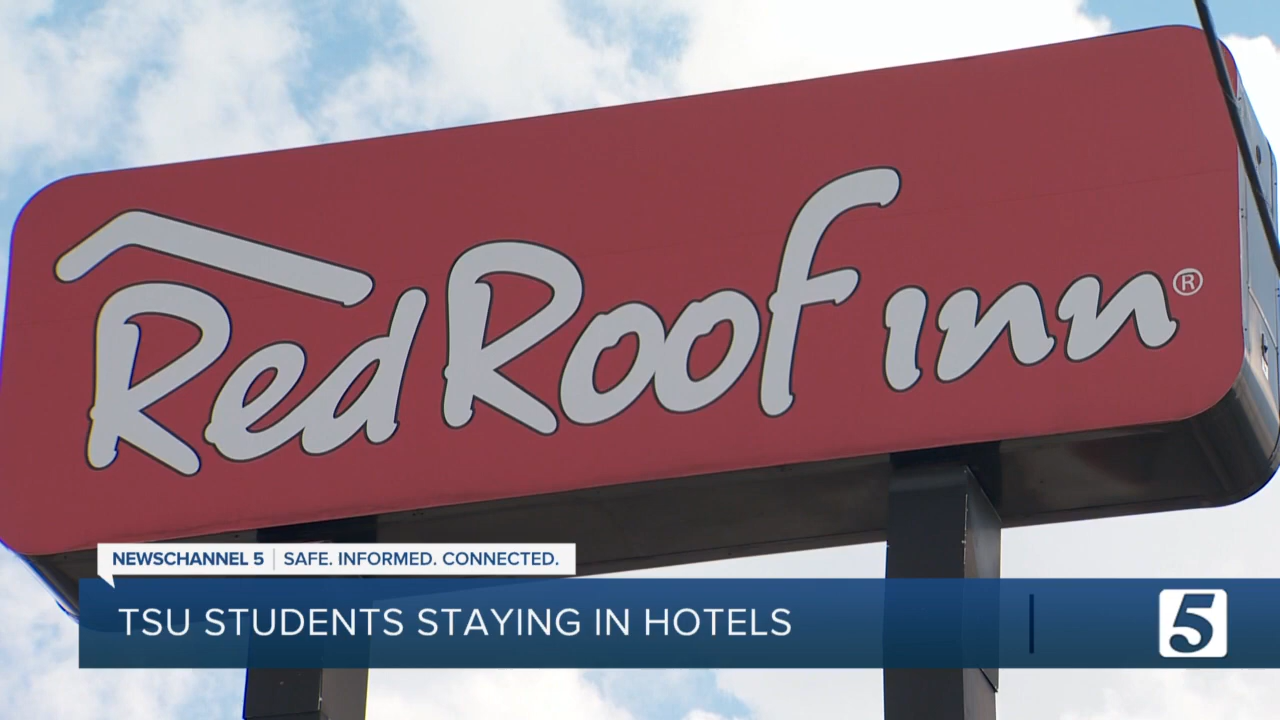 Red Roof Inn®
NEWSCHANNEL 5 | SAFE. INFORMED. CONNECTED.
TSU STUDENTS STAYING IN HOTELS
5